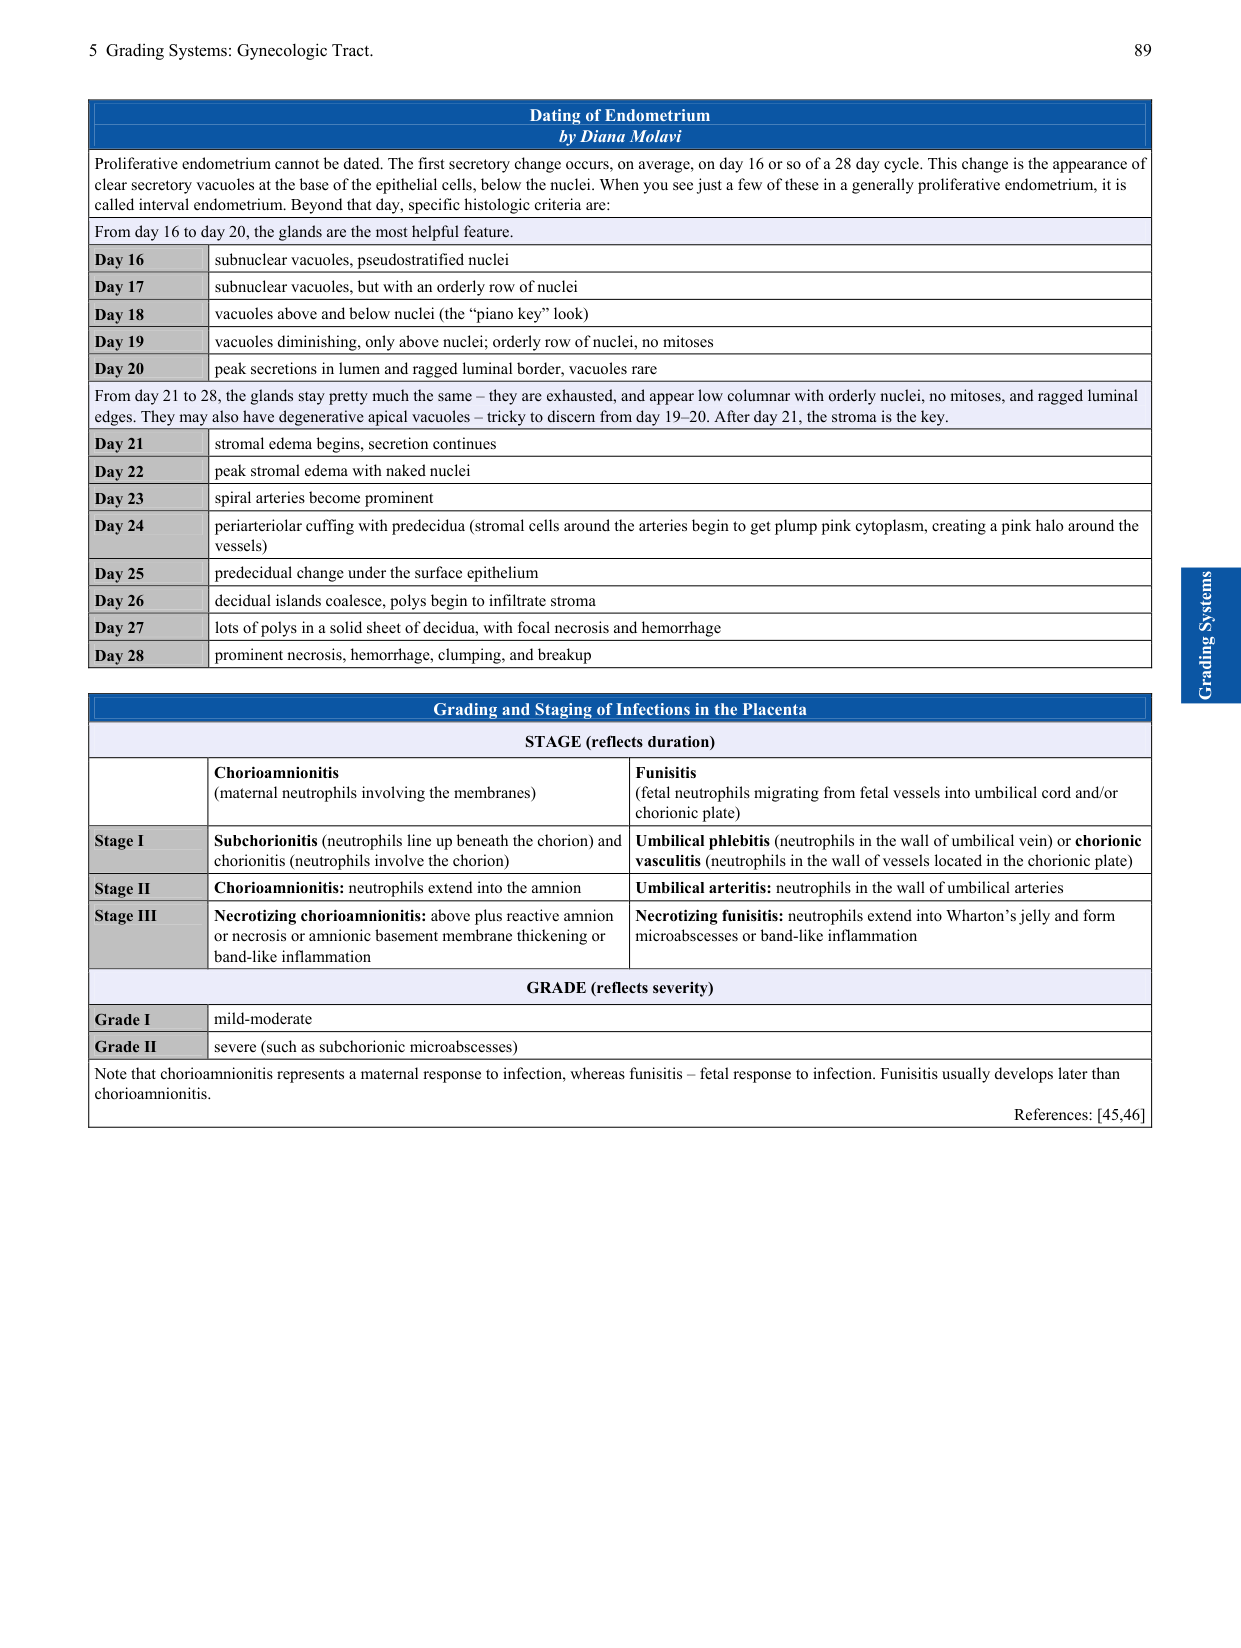 5 Grading Systems: Gynecologic Tract.
89
Dating of Endometrium
by Diana Molavi
Proliferative endometrium cannot be dated. The first secretory change occurs, on average, on day 16 or so of a 28 day cycle. This change is the appearance of
clear secretory vacuoles at the base of the epithelial cells, below the nuclei. When you see just a few of these in a generally proliferative endometrium, it is
called interval endometrium. Beyond that day, specific histologic criteria are:
From day 16 to day 20, the glands are the most helpful feature.
Day 16 subnuclear vacuoles, pseudostratified nuclei
Day 17 subnuclear vacuoles, but with an orderly row of nuclei
Day 18 vacuoles above and below nuclei (the “piano key” look)
Day 19 vacuoles diminishing, only above nuclei; orderly row of nuclei, no mitoses
Day 20 peak secretions in lumen and ragged luminal border, vacuoles rare
From day 21 to 28, the glands stay pretty much the same – they are exhausted, and appear low columnar with orderly nuclei, no mitoses, and ragged luminal
edges. They may also have degenerative apical vacuoles – tricky to discern from day 19–20. After day 21, the stroma is the key.
Day 21 stromal edema begins, secretion continues
Day 22 peak stromal edema with naked nuclei
Day 23 spiral arteries become prominent
Day 24 periarteriolar cuffing with predecidua (stromal cells around the arteries begin to get plump pink cytoplasm, creating a pink halo around the
vessels)
Day 25 predecidual change under the surface epithelium
Day 26 decidual islands coalesce, polys begin to infiltrate stroma
Day 27 lots of polys in a solid sheet of decidua, with focal necrosis and hemorrhage
Day 28 prominent necrosis, hemorrhage, clumping, and breakup
Grading Systems
Grading and Staging of Infections in the Placenta
STAGE (reflects duration)
Chorioamnionitis
(maternal neutrophils involving the membranes)
Funisitis
(fetal neutrophils migrating from fetal vessels into umbilical cord and/or
chorionic plate)
Stage I
Subchorionitis (neutrophils line up beneath the chorion) and
chorionitis (neutrophils involve the chorion)
Umbilical phlebitis (neutrophils in the wall of umbilical vein) or chorionic
vasculitis (neutrophils in the wall of vessels located in the chorionic plate)
Stage II
Chorioamnionitis: neutrophils extend into the amnion
Umbilical arteritis: neutrophils in the wall of umbilical arteries
Stage III
Necrotizing chorioamnionitis: above plus reactive amnion
or necrosis or amnionic basement membrane thickening or
band-like inflammation
Necrotizing funisitis: neutrophils extend into Wharton’s jelly and form
microabscesses or band-like inflammation
GRADE (reflects severity)
Grade I mild-moderate
Grade II severe (such as subchorionic microabscesses)
Note that chorioamnionitis represents a maternal response to infection, whereas funisitis – fetal response to infection. Funisitis usually develops later than
chorioamnionitis.
References: [45,46]